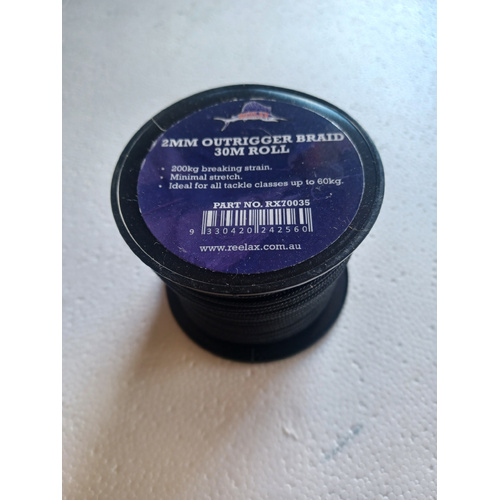 2MM OUTRIGGER BRAID
30M ROLL
• 200kg breaking strain.
• Minimal stretch.
• Ideal for all tackle classes up to 60kg.
PART NO. RX70035
9 330420 242560
www.reelax.com.au